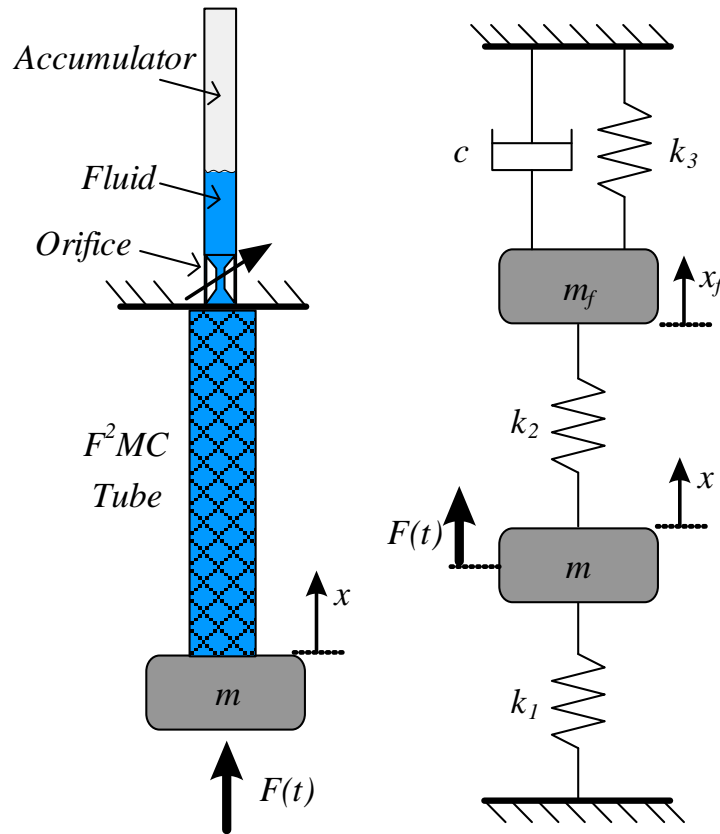 Accumulator
Fluid
Orifice
F²MC
Tube
x
m
F(t)
c
k₃
m_f
x_f
k₂
x
F(t)
m
k₁